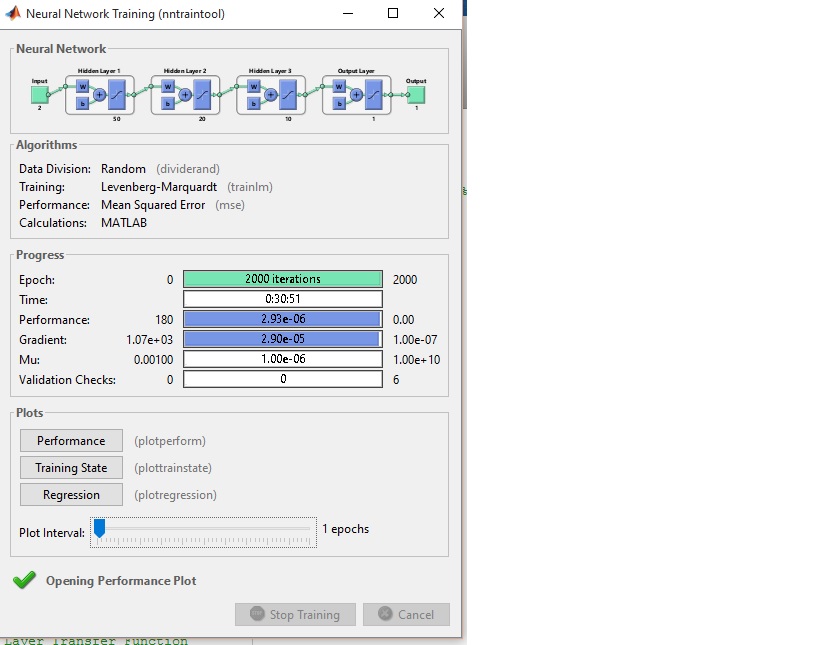 Neural Network Training (nntraintool)
Neural Network
Hidden Layer 1 Hidden Layer 2 Hidden Layer 3 Output Layer
Input Output
W W W W
b b b b
2 50 20 10 1 1
Algorithms
Data Division: Random (dividerand)
Training: Levenberg-Marquardt (trainlm)
Performance: Mean Squared Error (mse)
Calculations: MATLAB
Progress
Epoch: 0 2000 iterations 2000
Time: 0:30:51
Performance: 180 2.93e-06 0.00
Gradient: 1.07e+03 2.90e-05 1.00e-07
Mu: 0.00100 1.00e-06 1.00e+10
Validation Checks: 0 0 6
Plots
Performance (plotperform)
Training State (plottrainstate)
Regression (plotregression)
Plot Interval: 1 epochs
Opening Performance Plot
Stop Training Cancel
Layer Transfer Function